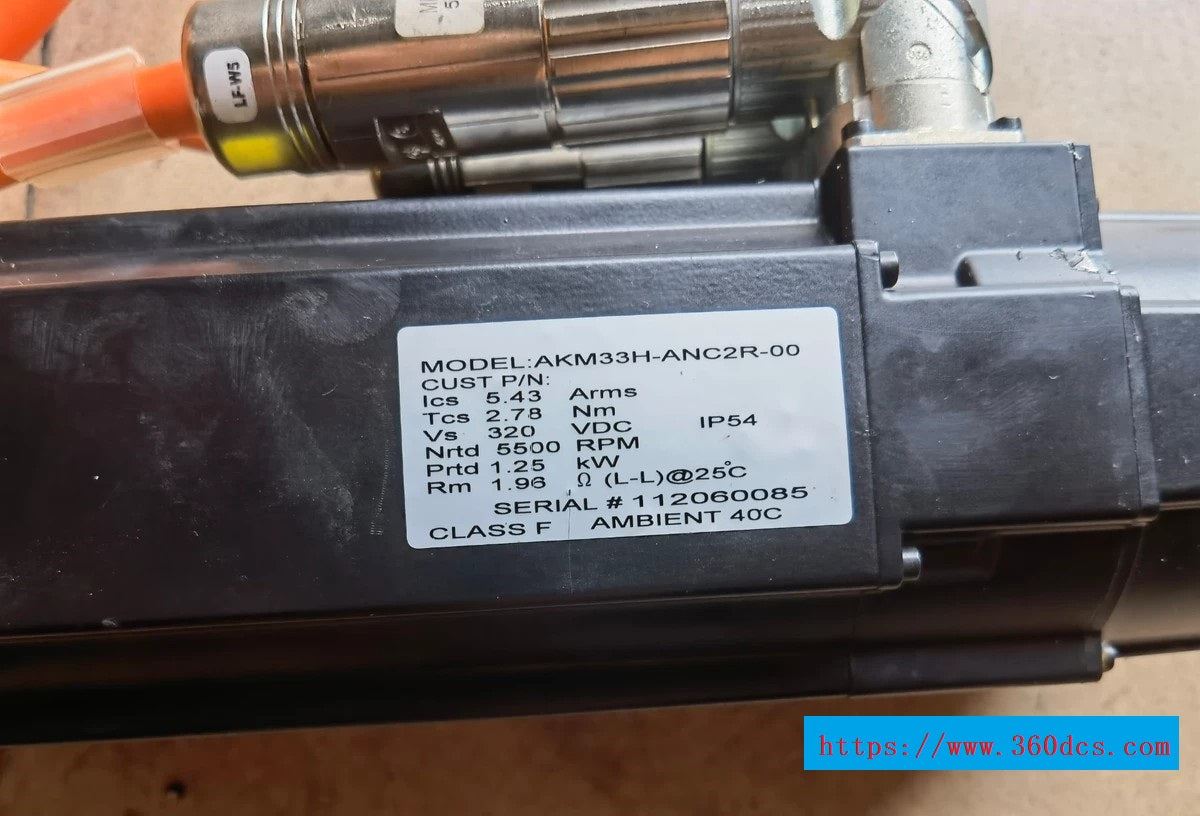 LF-W5
5
MODEL:AKM33H-ANC2R-00
CUST P/N:
Ics 5.43 Arms
Tcs 2.78 Nm
Vs 320 VDC IP54
Nrtd 5500 RPM
Prtd 1.25 kW
Rm 1.96 Ω (L-L)@25°C
SERIAL # 112060085
CLASS F AMBIENT 40°C
https://www.360dcs.com